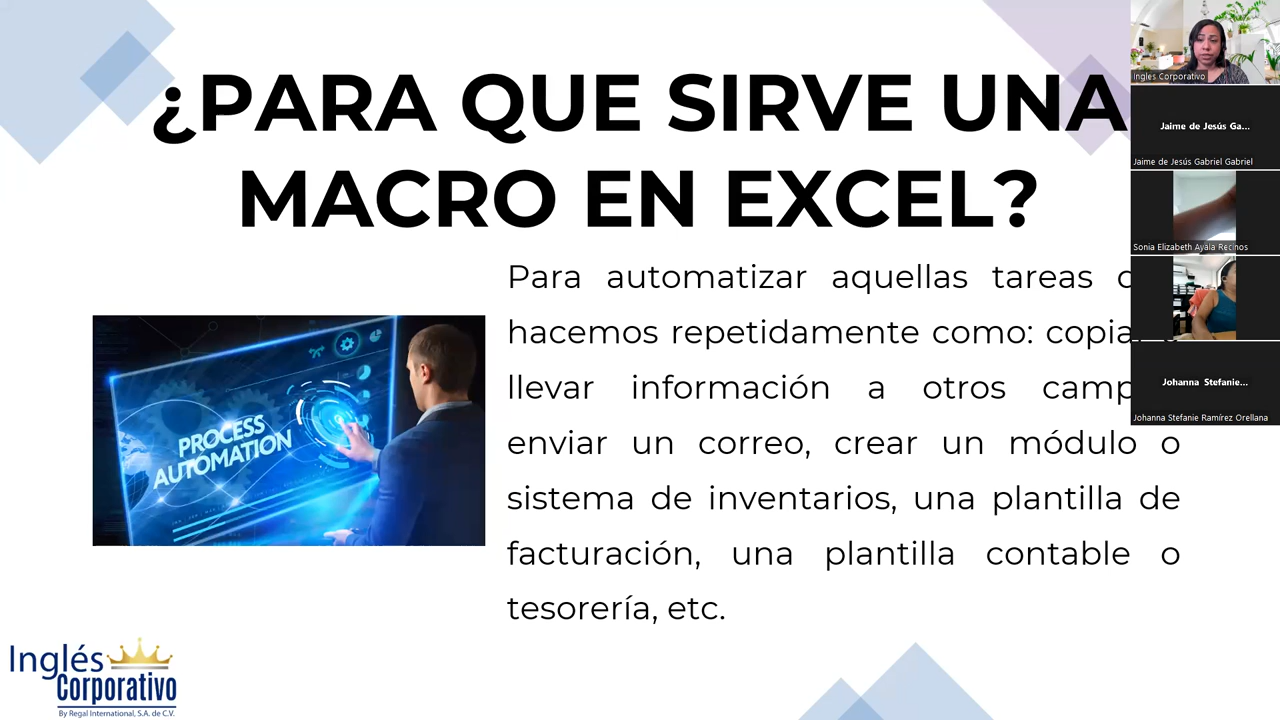 ¿PARA QUE SIRVE UNA
MACRO EN EXCEL?
Para automatizar aquellas tareas
hacemos repetidamente como:
llevar información a otros
enviar un correo, crear un módulo o
sistema de inventarios, una plantilla de
facturación, una plantilla contable o
tesorería, etc.
PROCESS
AUTOMATION
Inglés
Corporativo
By Regal International, S.A. de C.V.
Ingles Corporativo
Jaime de Jesús Ga...
Jaime de Jesús Gabriel Gabriel
Sonia Elizabeth Ayala Recinos
Johanna Stefanie...
Johanna Stefanie Ramírez Orellana